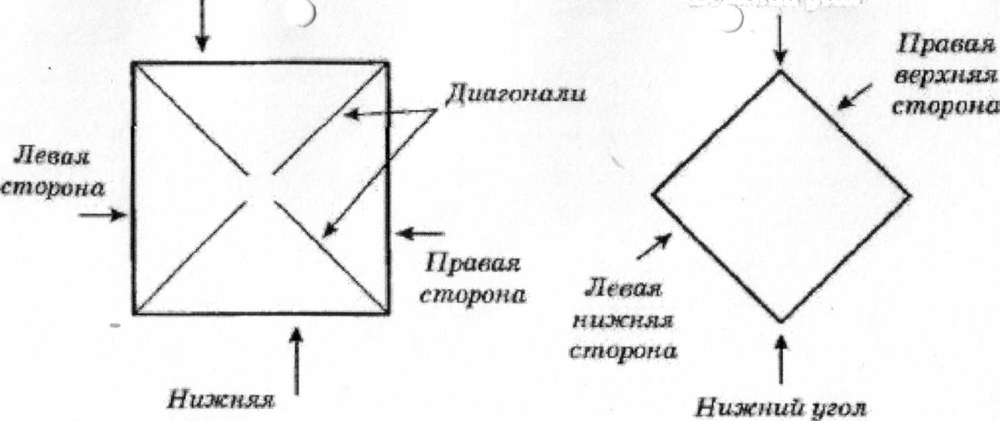 Правая
верхняя
сторона
Диагонали
Левая
сторона
Правая
сторона
Левая
нижняя
сторона
Нижняя
Нижний угол